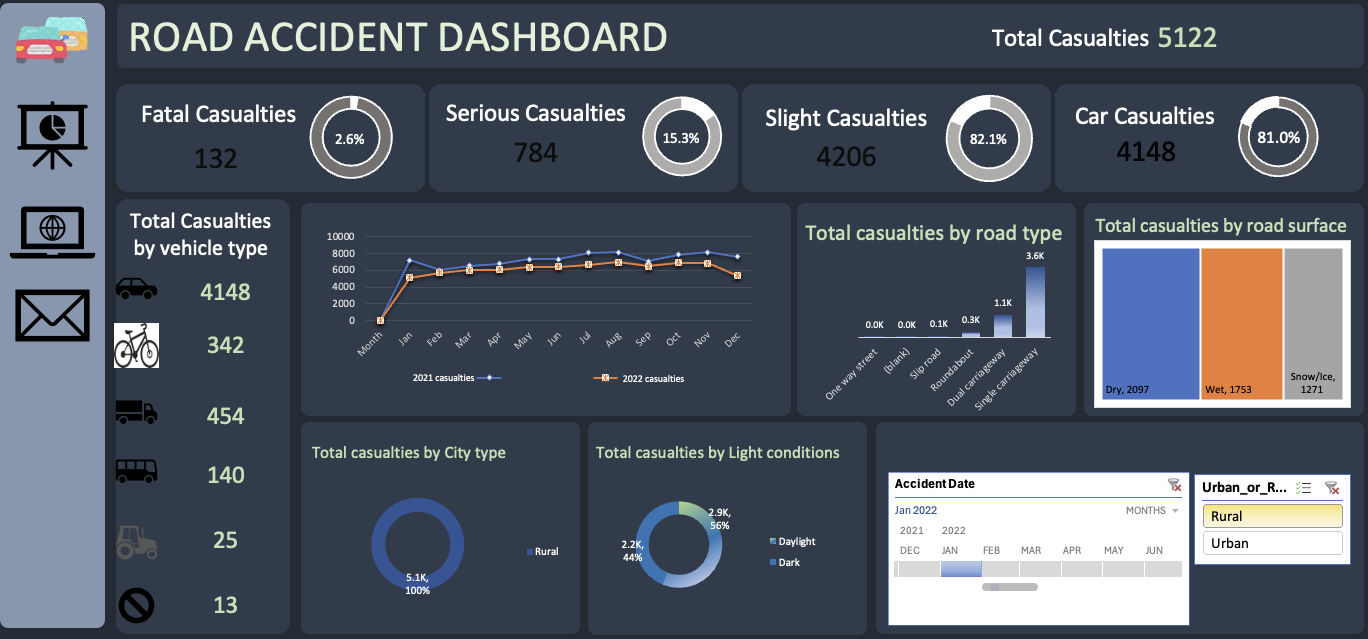 ROAD ACCIDENT DASHBOARD
Total Casualties 5122
Fatal Casualties
132
2.6%
Serious Casualties
784
15.3%
Slight Casualties
4206
82.1%
Car Casualties
4148
81.0%
Total Casualties
by vehicle type
4148
342
454
140
25
13
10000
8000
6000
4000
2000
0
Month Jan Feb Mar Apr May Jun Jul Aug Sep Oct Nov Dec
2021 casualties
2022 casualties
Total casualties by road type
0.0K 0.0K 0.1K 0.3K 1.1K 3.6K
One way street
(blank)
Slip road
Roundabout
Dual carriageway
Single carriageway
Total casualties by road surface
Dry, 2097
Wet, 1753
Snow/Ice,
1271
Total casualties by City type
5.1K,
100%
Rural
Total casualties by Light conditions
2.9K,
56%
2.2K,
44%
Daylight
Dark
Accident Date
Jan 2022
MONTHS
2021 2022
DEC JAN FEB MAR APR MAY JUN
Urban_or_R...
Rural
Urban